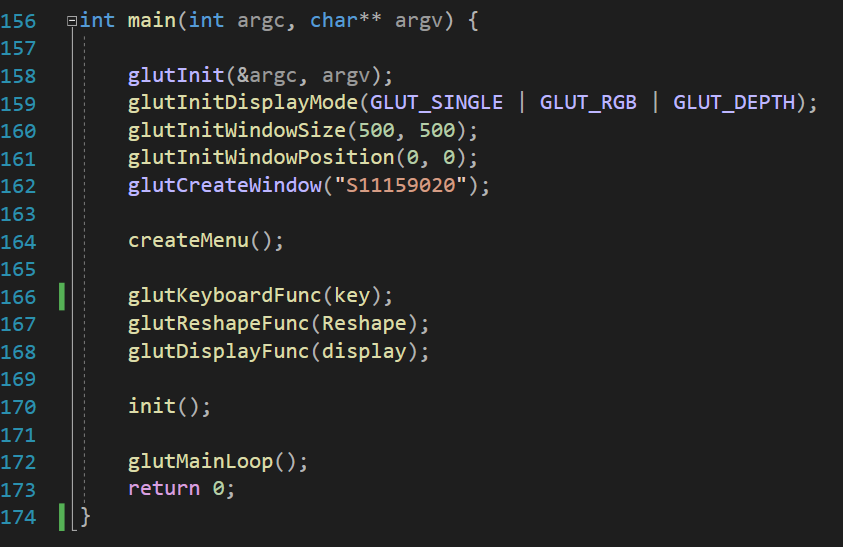 156 int main(int argc, char** argv) {
157
158 glutInit(&argc, argv);
159 glutInitDisplayMode(GLUT_SINGLE | GLUT_RGB | GLUT_DEPTH);
160 glutInitWindowSize(500, 500);
161 glutInitWindowPosition(0, 0);
162 glutCreateWindow("S11159020");
163
164 createMenu();
165
166 glutKeyboardFunc(key);
167 glutReshapeFunc(Reshape);
168 glutDisplayFunc(display);
169
170 init();
171
172 glutMainLoop();
173 return 0;
174 }